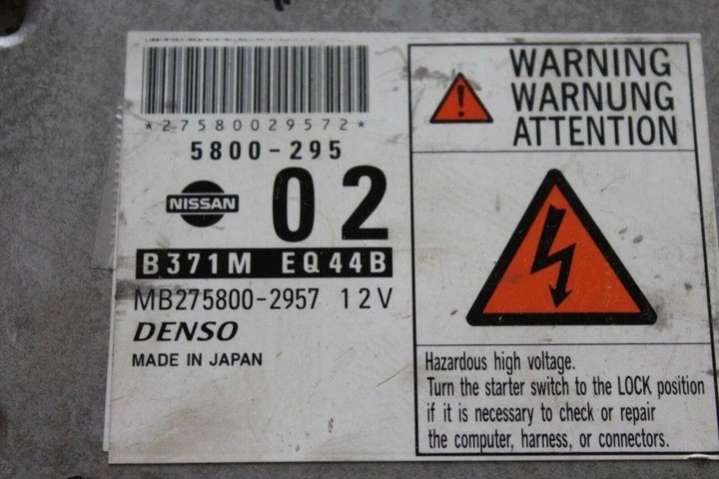 *27580029572*
5800-295
NISSAN
02
B371M EQ44B
MB275800-2957 12V
DENSO
MADE IN JAPAN
WARNING
WARNUNG
ATTENTION
Hazardous high voltage.
Turn the starter switch to the LOCK position
if it is necessary to check or repair
the computer, harness, or connectors.